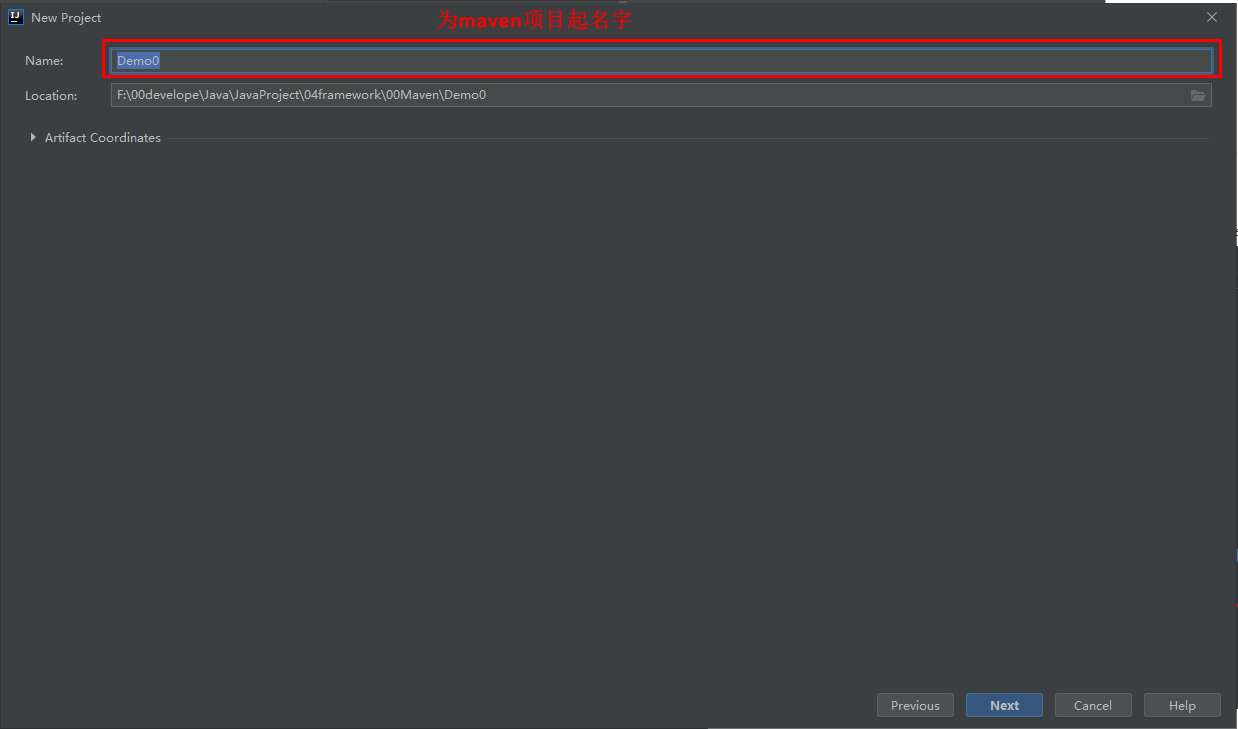 New Project
为maven项目起名字
Name:
Demo0
Location:
F:\00develope\Java\JavaProject\04framework\00Maven\Demo0
Artifact Coordinates
Previous
Next
Cancel
Help